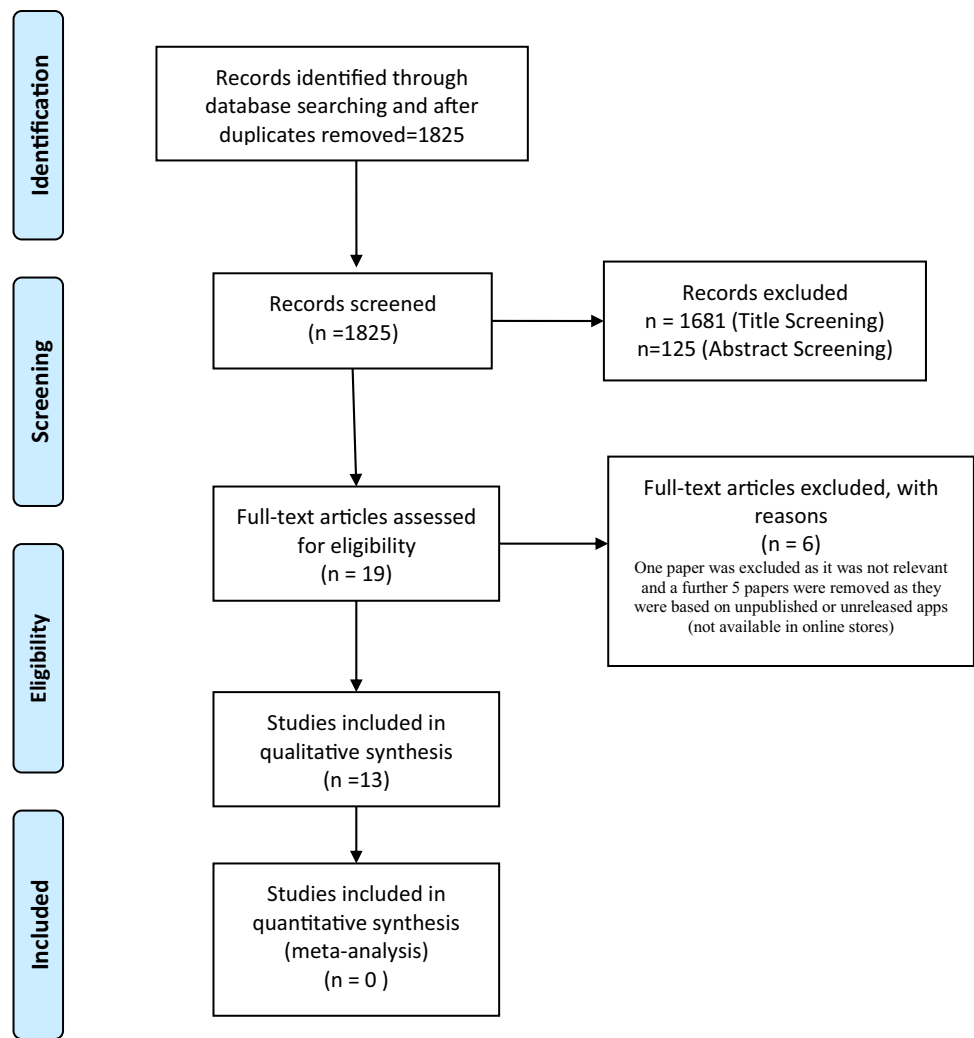 Identification
Records identified through
database searching and after
duplicates removed=1825
Screening
Records screened
(n =1825)
Records excluded
n = 1681 (Title Screening)
n=125 (Abstract Screening)
Eligibility
Full-text articles assessed
for eligibility
(n = 19)
Full-text articles excluded, with
reasons
(n = 6)
One paper was excluded as it was not relevant
and a further 5 papers were removed as they
were based on unpublished or unreleased apps
(not available in online stores)
Studies included in
qualitative synthesis
(n =13)
Included
Studies included in
quantitative synthesis
(meta-analysis)
(n = 0 )